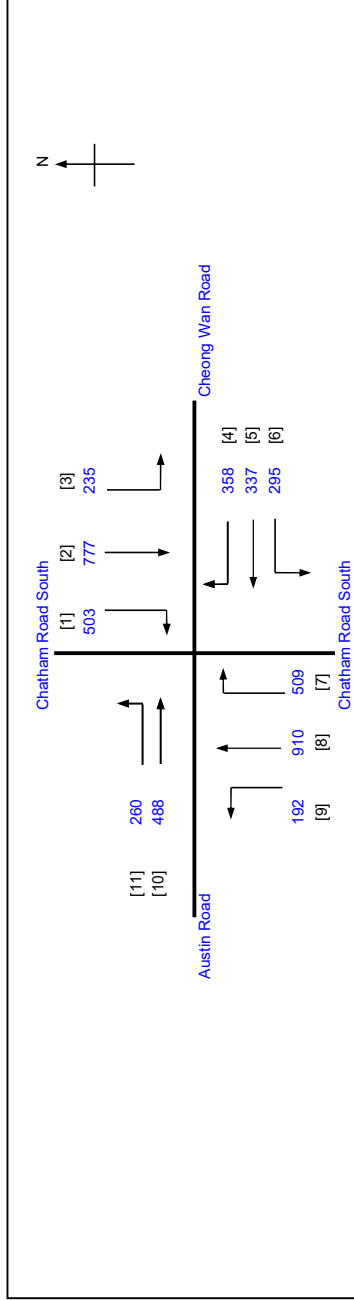 N
Chatham Road South
[1] [2] [3]
503 777 235
[11] 260
[10] 488
Austin Road
Cheong Wan Road
358 [4]
337 [5]
295 [6]
192 910 509
[9] [8] [7]
Chatham Road South